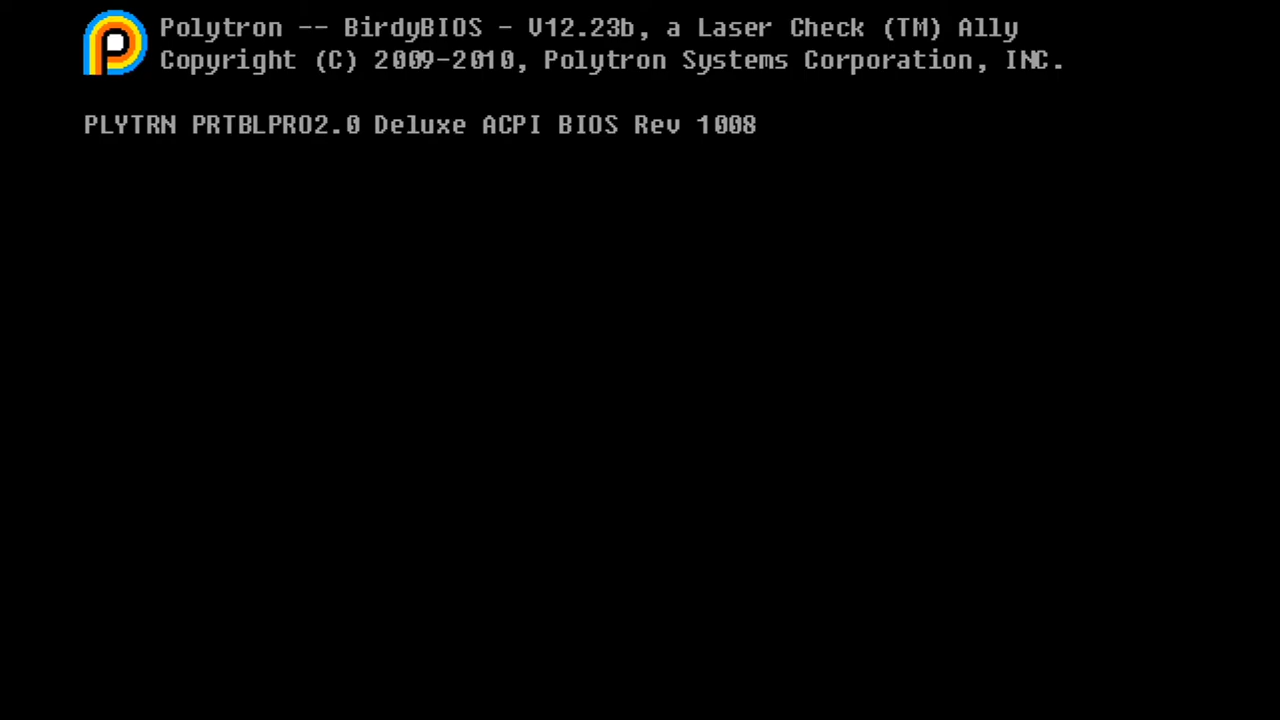 Polytron -- BirdyBIOS - V12.23b, a Laser Check (TM) Ally
Copyright (C) 2009-2010, Polytron Systems Corporation, INC.
PLYTRN PRTBLPRO2.0 Deluxe ACPI BIOS Rev 1008